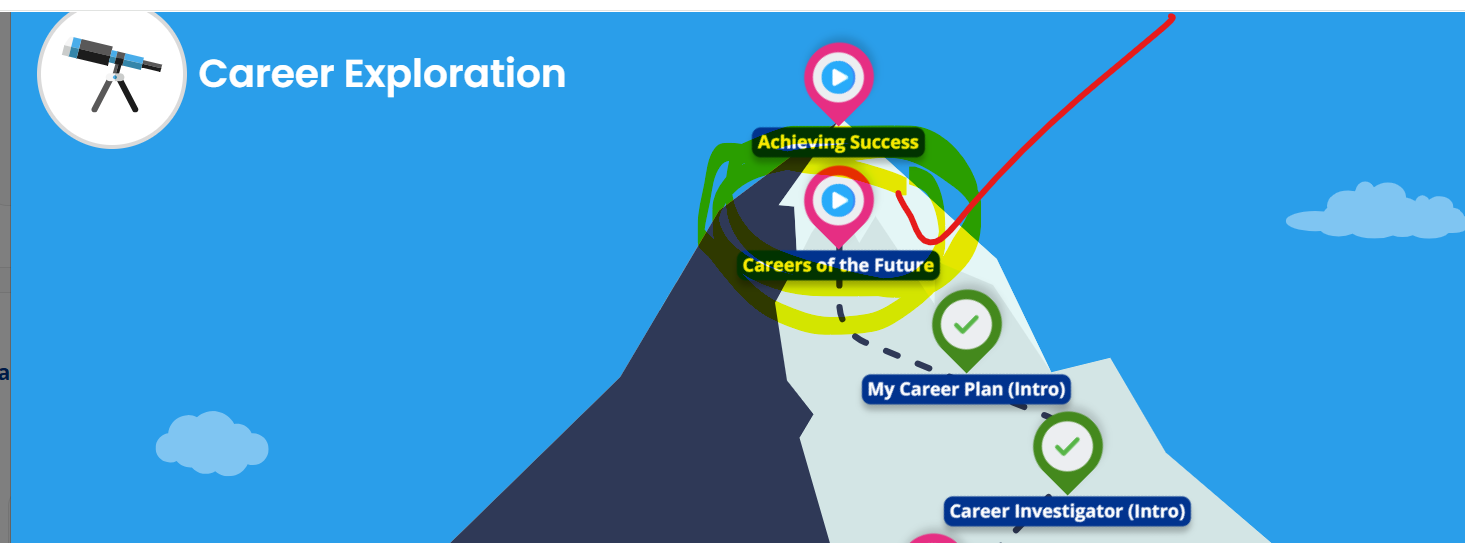 Career Exploration
Achieving Success
Careers of the Future
My Career Plan (Intro)
Career Investigator (Intro)
a